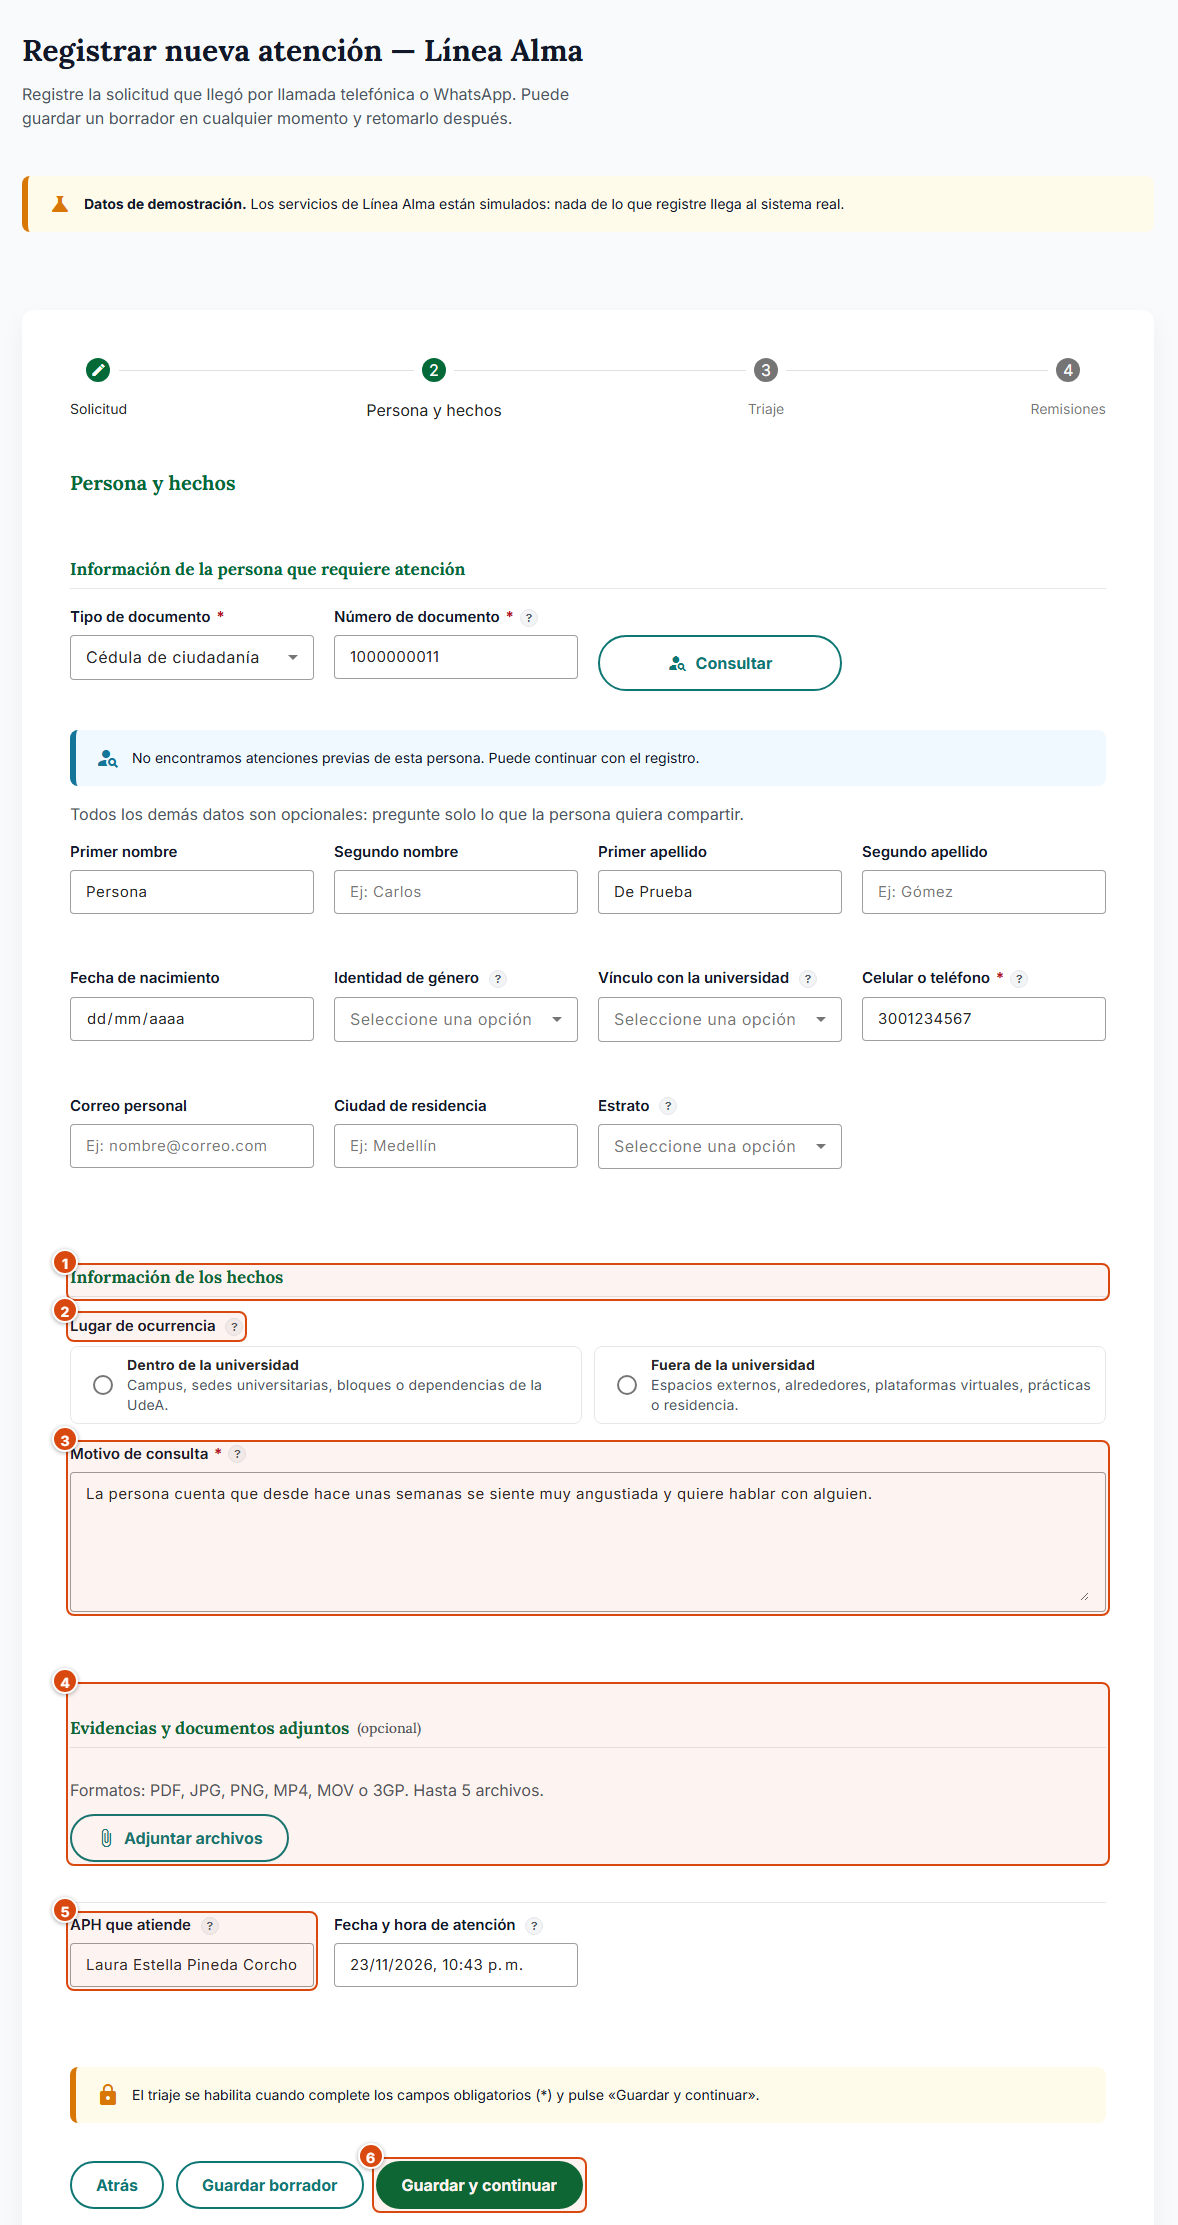 Registrar nueva atención — Línea Alma
Registre la solicitud que llegó por llamada telefónica o WhatsApp. Puede
guardar un borrador en cualquier momento y retomarlo después.
Datos de demostración. Los servicios de Línea Alma están simulados: nada de lo que registre llega al sistema real.
2 3 4
Solicitud Persona y hechos Triaje Remisiones
Persona y hechos
Información de la persona que requiere atención
Tipo de documento * Número de documento * ?
Cédula de ciudadanía 1000000011 Consultar
No encontramos atenciones previas de esta persona. Puede continuar con el registro.
Todos los demás datos son opcionales: pregunte solo lo que la persona quiera compartir.
Primer nombre Segundo nombre Primer apellido Segundo apellido
Persona Ej: Carlos De Prueba Ej: Gómez
Fecha de nacimiento Identidad de género ? Vínculo con la universidad ? Celular o teléfono * ?
dd/mm/aaaa Seleccione una opción Seleccione una opción 3001234567
Correo personal Ciudad de residencia Estrato ?
Ej: nombre@correo.com Ej: Medellín Seleccione una opción
1
Información de los hechos
2
Lugar de ocurrencia ?
Dentro de la universidad Fuera de la universidad
Campus, sedes universitarias, bloques o dependencias de la Espacios externos, alrededores, plataformas virtuales, prácticas
UdeA. o residencia.
3
Motivo de consulta * ?
La persona cuenta que desde hace unas semanas se siente muy angustiada y quiere hablar con alguien.
4
Evidencias y documentos adjuntos (opcional)
Formatos: PDF, JPG, PNG, MP4, MOV o 3GP. Hasta 5 archivos.
Adjuntar archivos
5
APH que atiende ? Fecha y hora de atención ?
Laura Estella Pineda Corcho 23/11/2026, 10:43 p. m.
El triaje se habilita cuando complete los campos obligatorios (*) y pulse «Guardar y continuar».
6
Atrás Guardar borrador Guardar y continuar